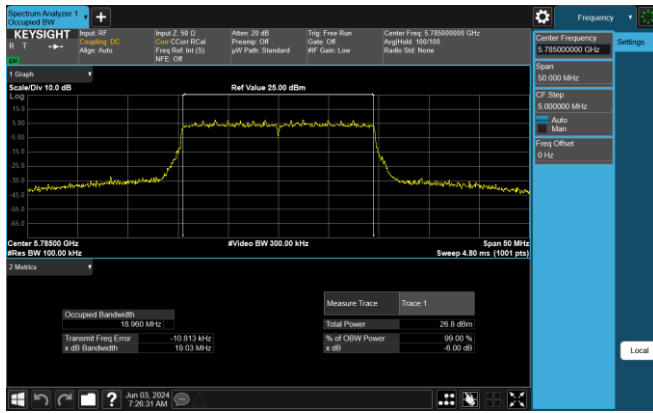 Spectrum Analyzer 1
Occupied BW
Frequency
KEYSIGHT
R T
Input: RF
Coupling: DC
Align: Auto
Input Z: 50 Ω
Corr CCorr RCal
Freq Ref: Int (S)
NFE: Off
Atten: 20 dB
Preamp: Off
µW Path: Standard
Trig: Free Run
Gate: Off
#IF Gain: Low
Center Freq: 5.785000000 GHz
Avg|Hold: 100/100
Radio Std: None
Center Frequency
5.785000000 GHz
Settings
Span
50.000 MHz
CF Step
5.000000 MHz
Auto
Man
Freq Offset
0 Hz
Local
1 Graph
Scale/Div 10.0 dB
Ref Value 25.00 dBm
Log
15.0
5.00
-5.00
-15.0
-25.0
-35.0
-45.0
-55.0
-65.0
Center 5.78500 GHz
#Video BW 300.00 kHz
Span 50 MHz
#Res BW 100.00 kHz
Sweep 4.80 ms (1001 pts)
2 Metrics
Measure Trace
Trace 1
Occupied Bandwidth
18.960 MHz
Total Power
26.8 dBm
Transmit Freq Error
-10.813 kHz
% of OBW Power
99.00 %
x dB Bandwidth
19.03 MHz
x dB
-6.00 dB
Jun 03, 2024
7:26:31 AM